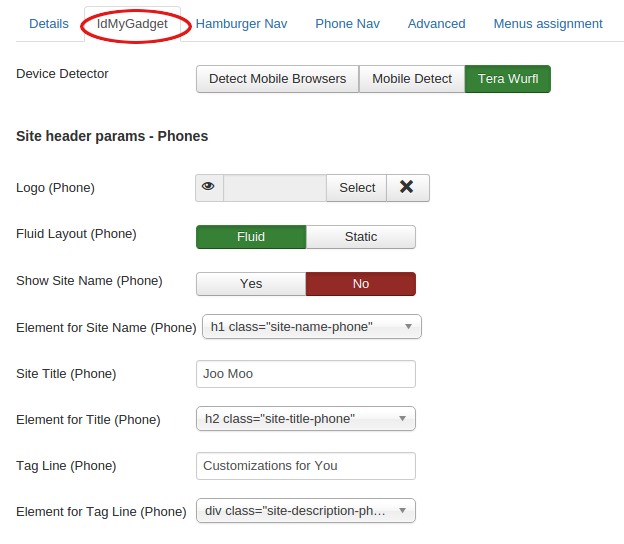 Details IdMyGadget Hamburger Nav Phone Nav Advanced Menus assignment
Device Detector Detect Mobile Browsers Mobile Detect Tera Wurfl
Site header params - Phones
Logo (Phone) Select
Fluid Layout (Phone) Fluid Static
Show Site Name (Phone) Yes No
Element for Site Name (Phone) h1 class="site-name-phone"
Site Title (Phone) Joo Moo
Element for Title (Phone) h2 class="site-title-phone"
Tag Line (Phone) Customizations for You
Element for Tag Line (Phone) div class="site-description-ph…